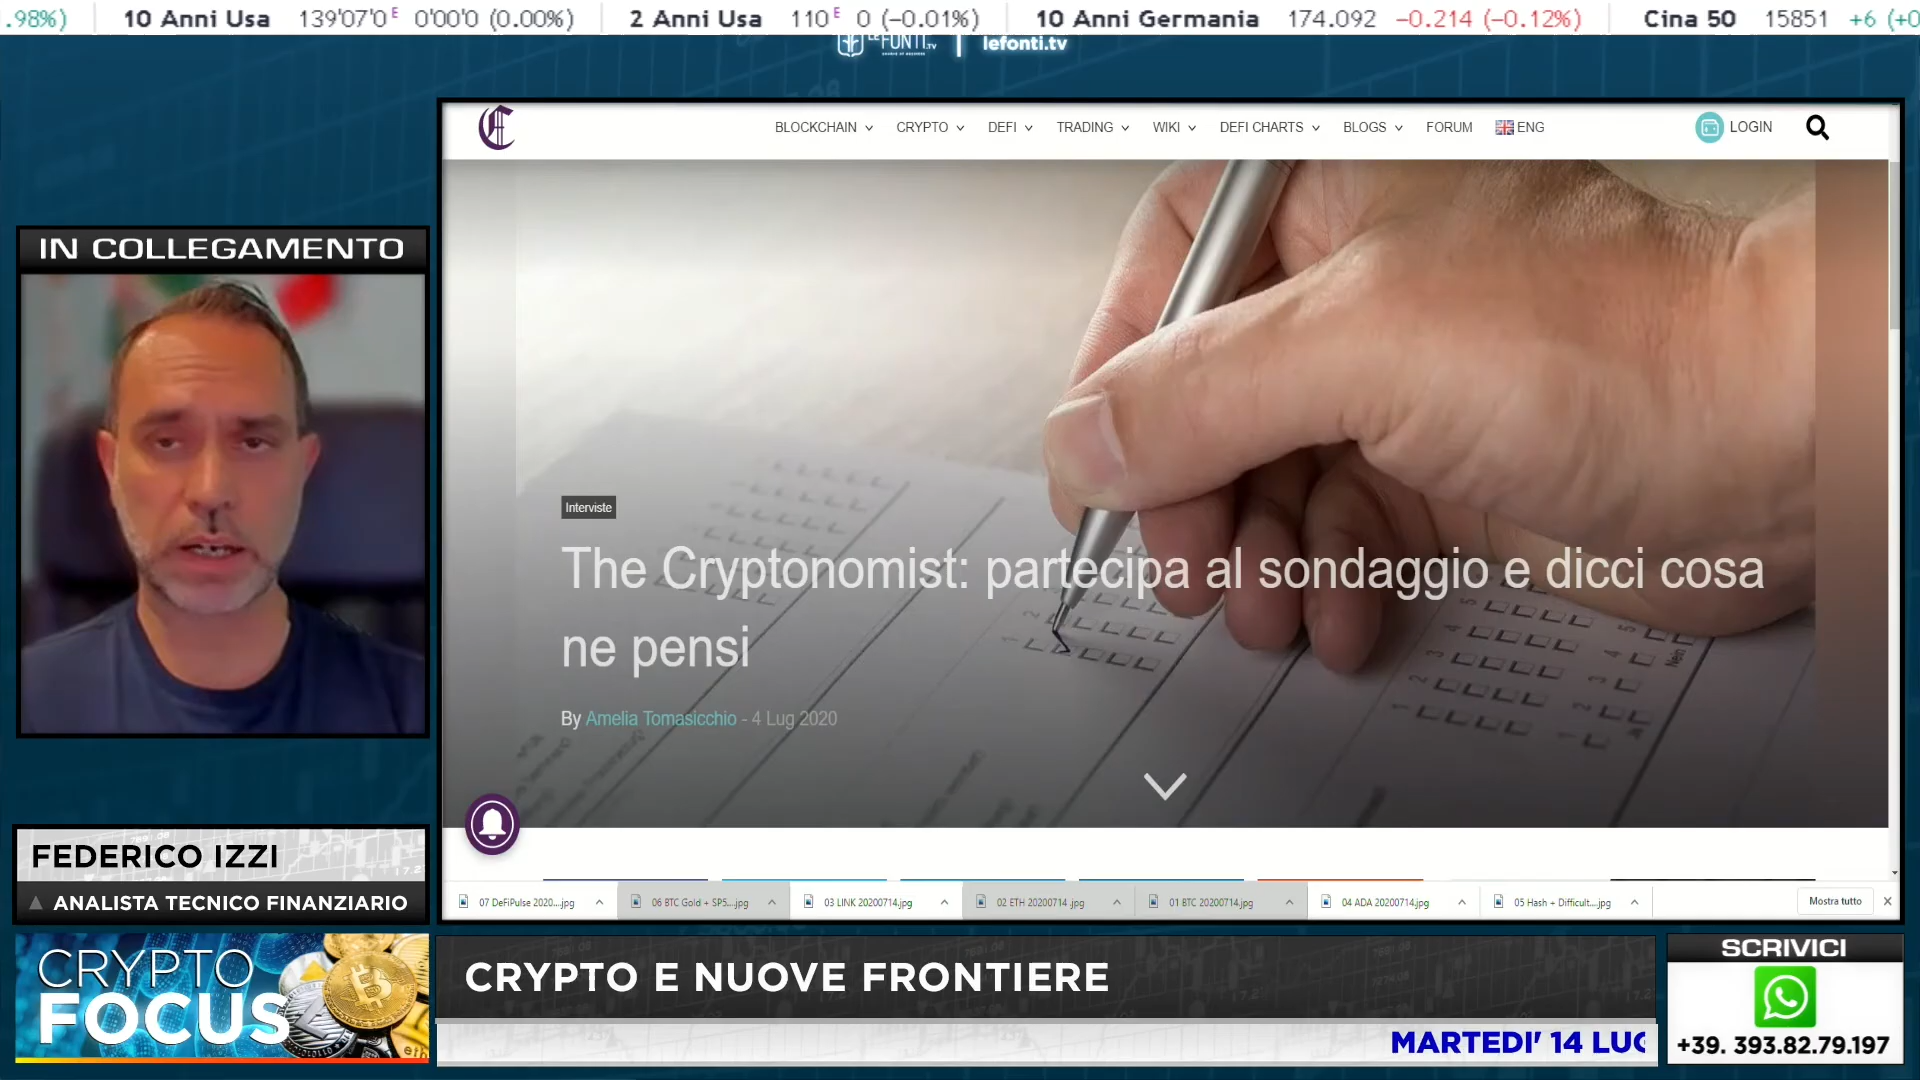 .98%) 10 Anni Usa 139'07'0 E 0'00'0 (0.00%) 2 Anni Usa 110 E 0 (−0.01%) 10 Anni Germania 174.092 −0.214 (−0.12%) Cina 50 15851 +6 (+0
LE FONTI.TV lefonti.tv
BLOCKCHAIN CRYPTO DEFI TRADING WIKI DEFI CHARTS BLOGS FORUM ENG LOGIN
IN COLLEGAMENTO
Interviste
The Cryptonomist: partecipa al sondaggio e dicci cosa
ne pensi
By Amelia Tomasicchio - 4 Lug 2020
FEDERICO IZZI
ANALISTA TECNICO FINANZIARIO
07 DeFiPulse 2020....jpg 06 BTC Gold + SP5....jpg 03 LINK 20200714.jpg 02 ETH 20200714 .jpg 01 BTC 20200714.jpg 04 ADA 20200714.jpg 05 Hash + Difficult....jpg Mostra tutto
CRYPTO
FOCUS
CRYPTO E NUOVE FRONTIERE
MARTEDI' 14 LUG
SCRIVICI
+39. 393.82.79.197